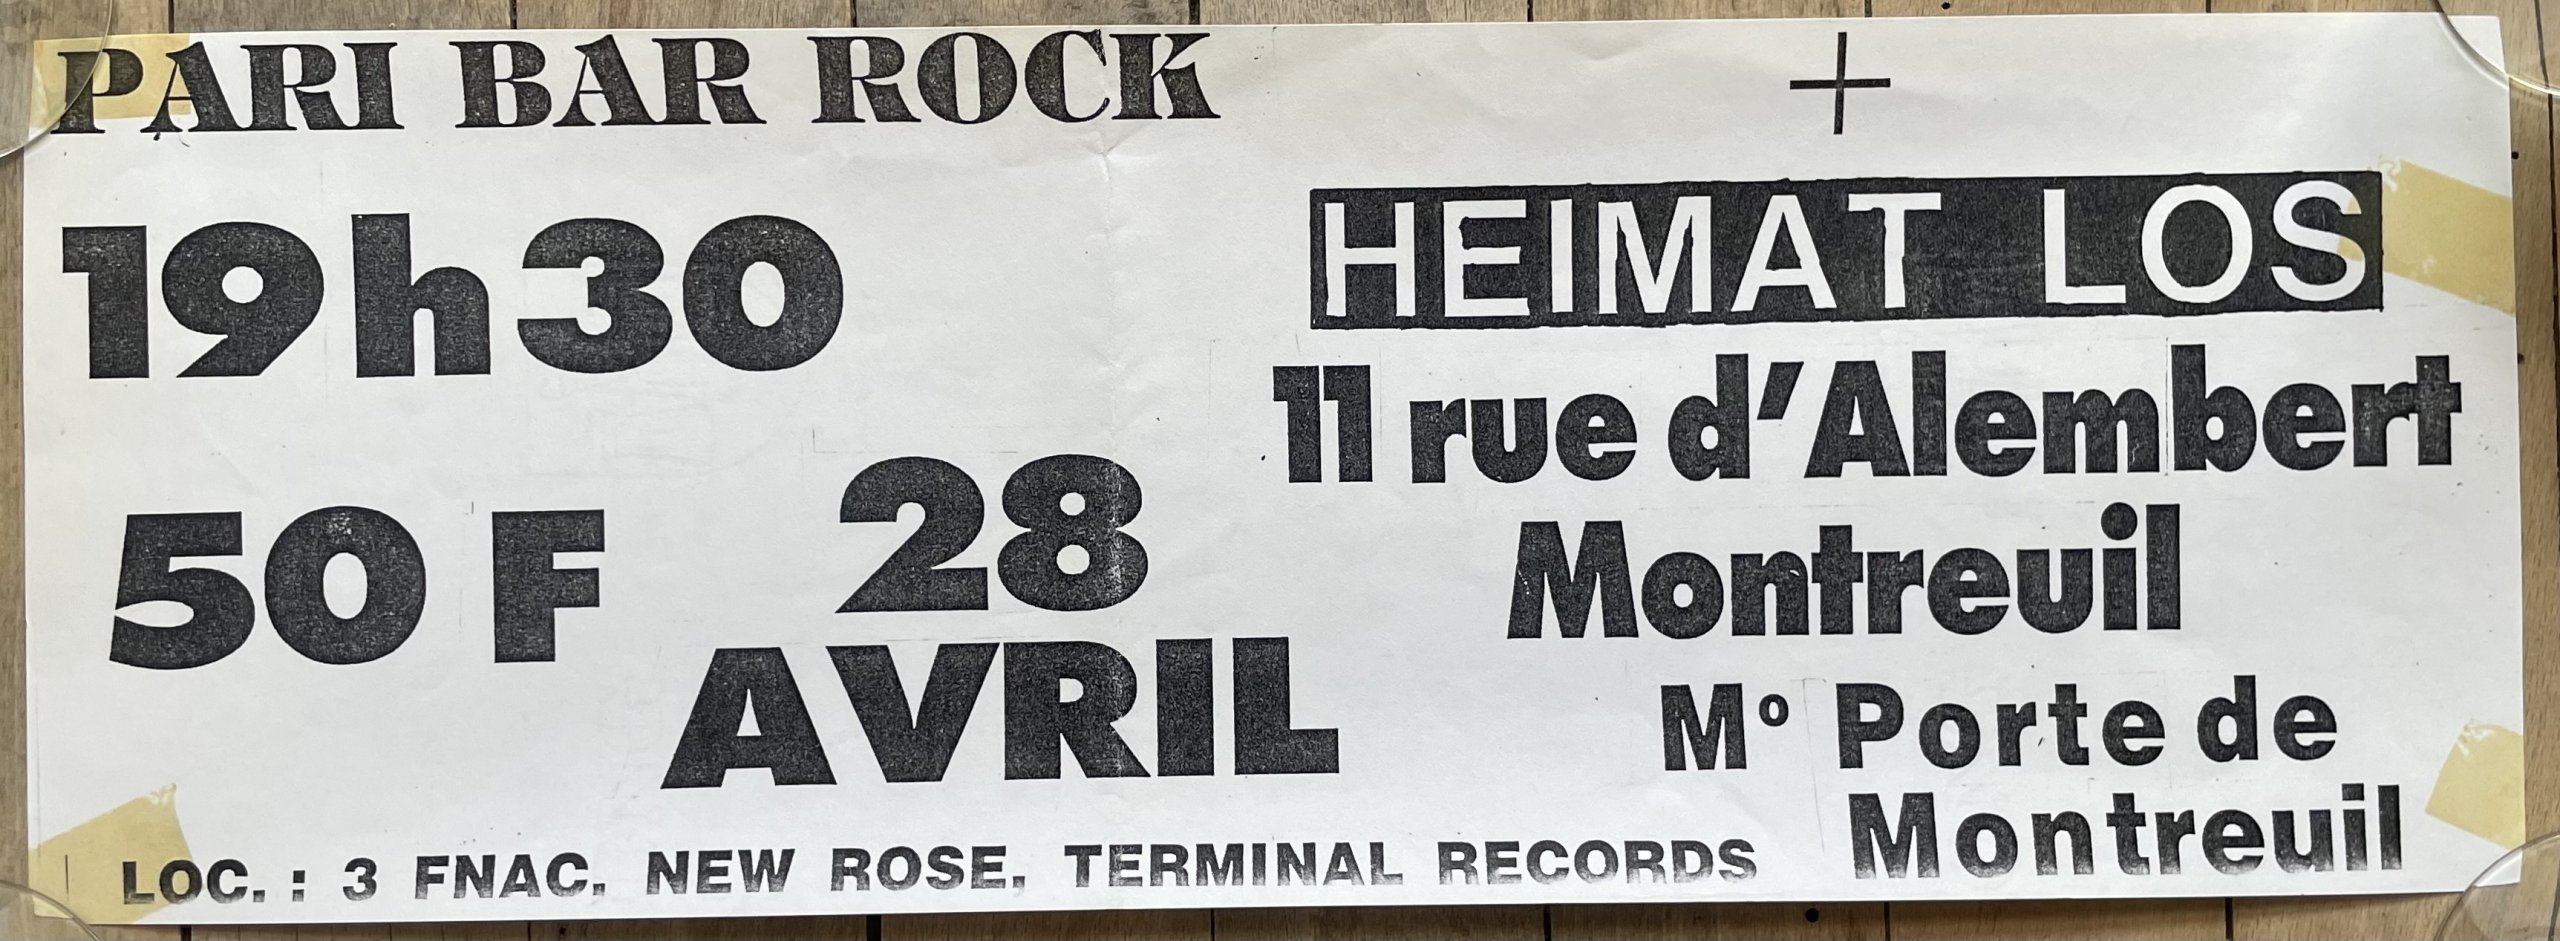 PARI BAR ROCK
+
HEIMAT LOS
19h30
11 rue d'Alembert
Montreuil
50 F
28
AVRIL
Mº Porte de
Montreuil
LOC. : 3 FNAC, NEW ROSE, TERMINAL RECORDS